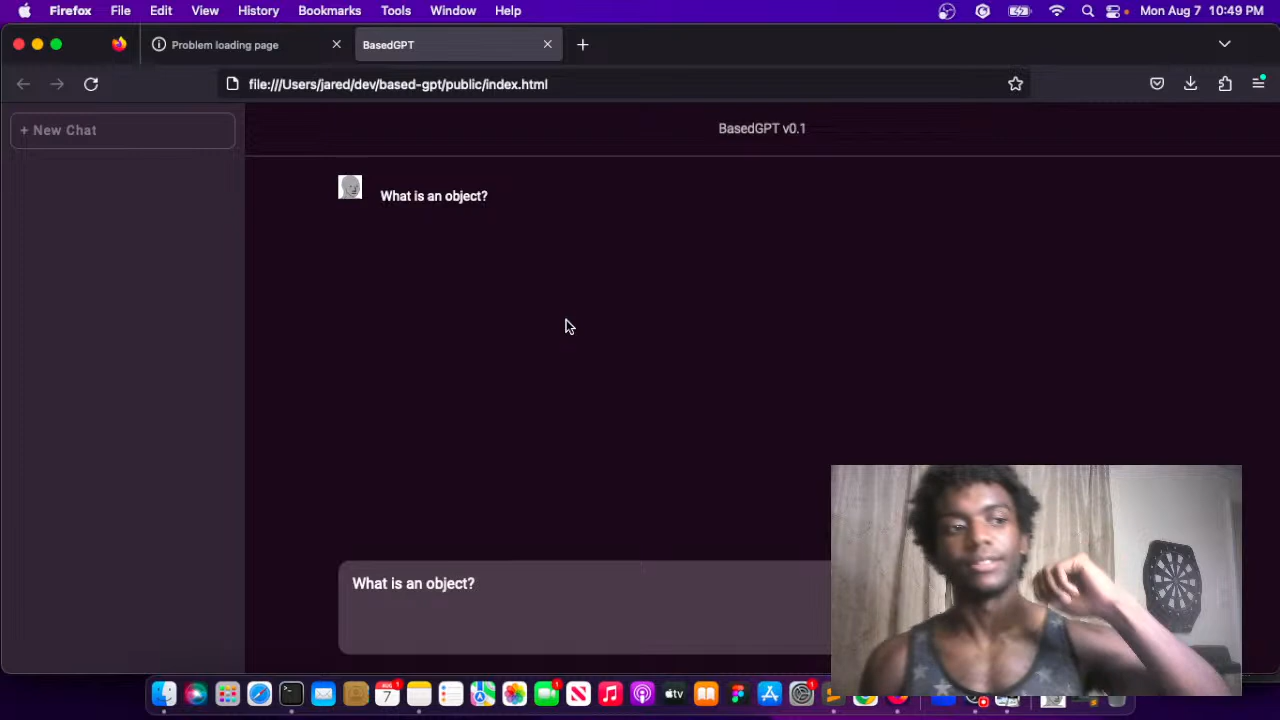 Firefox File Edit View History Bookmarks Tools Window Help Mon Aug 7 10:49 PM
Problem loading page BasedGPT
file:///Users/jared/dev/based-gpt/public/index.html
+ New Chat
BasedGPT v0.1
What is an object?
What is an object?
7 tv